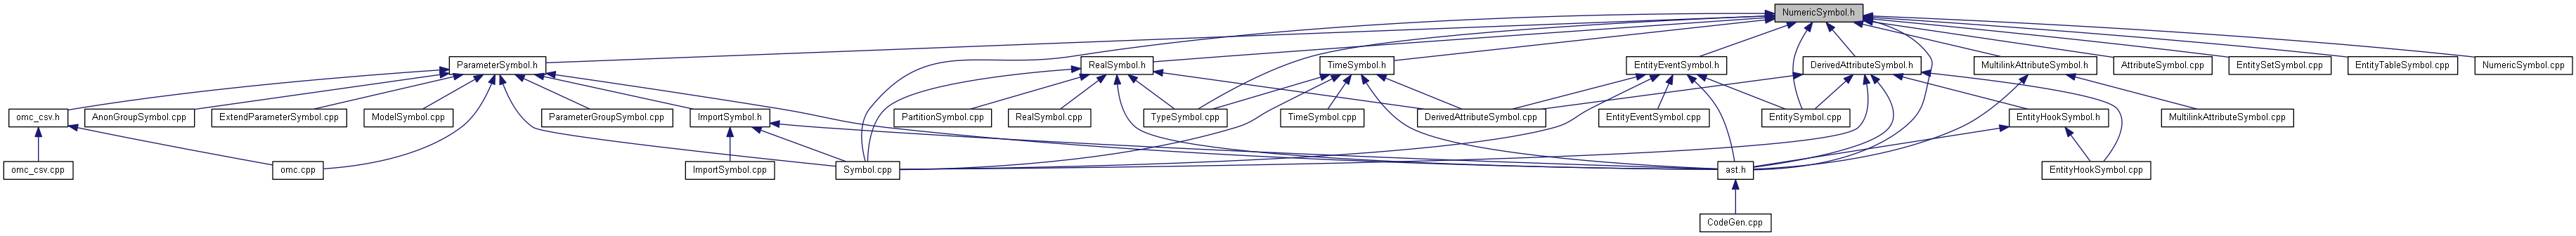 NumericSymbol.h
ParameterSymbol.h
RealSymbol.h
TimeSymbol.h
EntityEventSymbol.h
DerivedAttributeSymbol.h
MultilinkAttributeSymbol.h
AttributeSymbol.cpp
EntitySetSymbol.cpp
EntityTableSymbol.cpp
NumericSymbol.cpp
omc_csv.h
AnonGroupSymbol.cpp
ExtendParameterSymbol.cpp
ModelSymbol.cpp
ParameterGroupSymbol.cpp
ImportSymbol.h
PartitionSymbol.cpp
RealSymbol.cpp
TypeSymbol.cpp
TimeSymbol.cpp
DerivedAttributeSymbol.cpp
EntityEventSymbol.cpp
EntitySymbol.cpp
EntityHookSymbol.h
MultilinkAttributeSymbol.cpp
omc_csv.cpp
omc.cpp
ImportSymbol.cpp
Symbol.cpp
ast.h
EntityHookSymbol.cpp
CodeGen.cpp